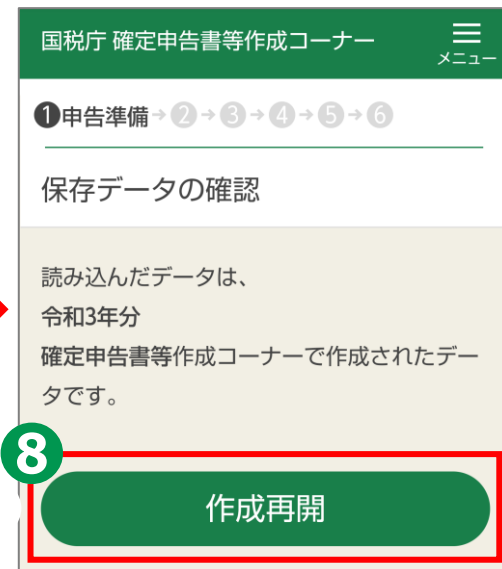 国税庁 確定申告書等作成コーナー
メニュー
❶申告準備→②→③→④→⑤→⑥
保存データの確認
読み込んだデータは、
令和3年分
確定申告書等作成コーナーで作成されたデー
タです。
8
作成再開